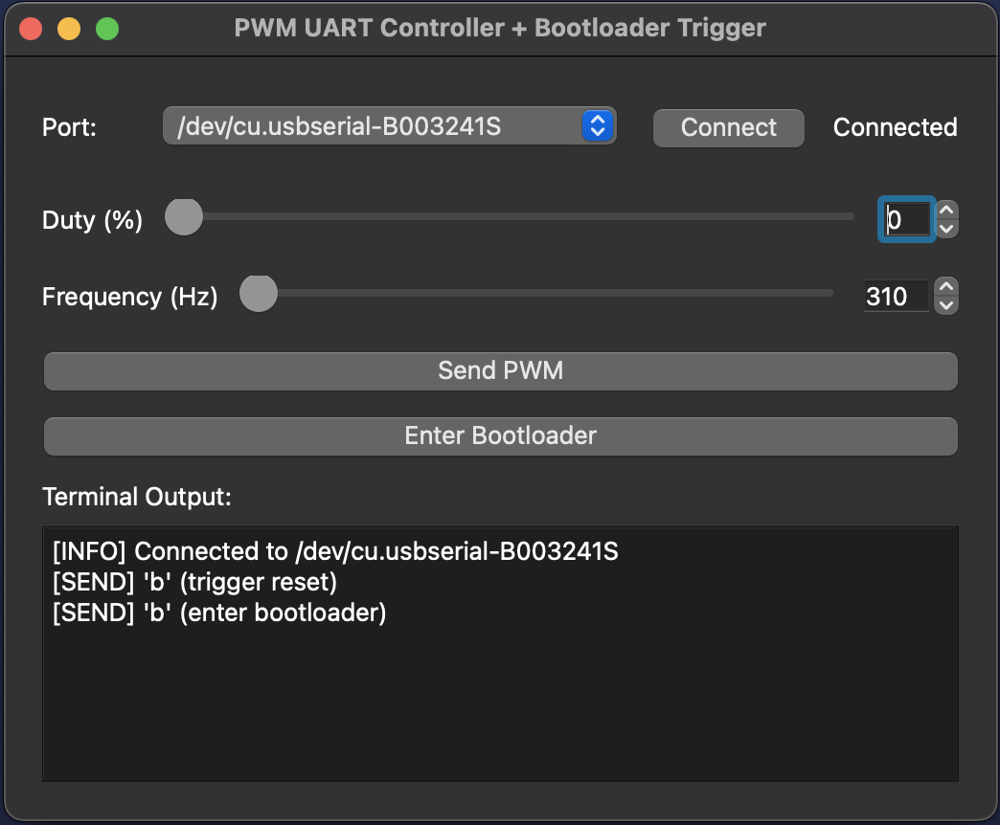 PWM UART Controller + Bootloader Trigger
Port: /dev/cu.usbserial-B003241S Connect Connected
Duty (%) 0
Frequency (Hz) 310
Send PWM
Enter Bootloader
Terminal Output:
[INFO] Connected to /dev/cu.usbserial-B003241S
[SEND] 'b' (trigger reset)
[SEND] 'b' (enter bootloader)